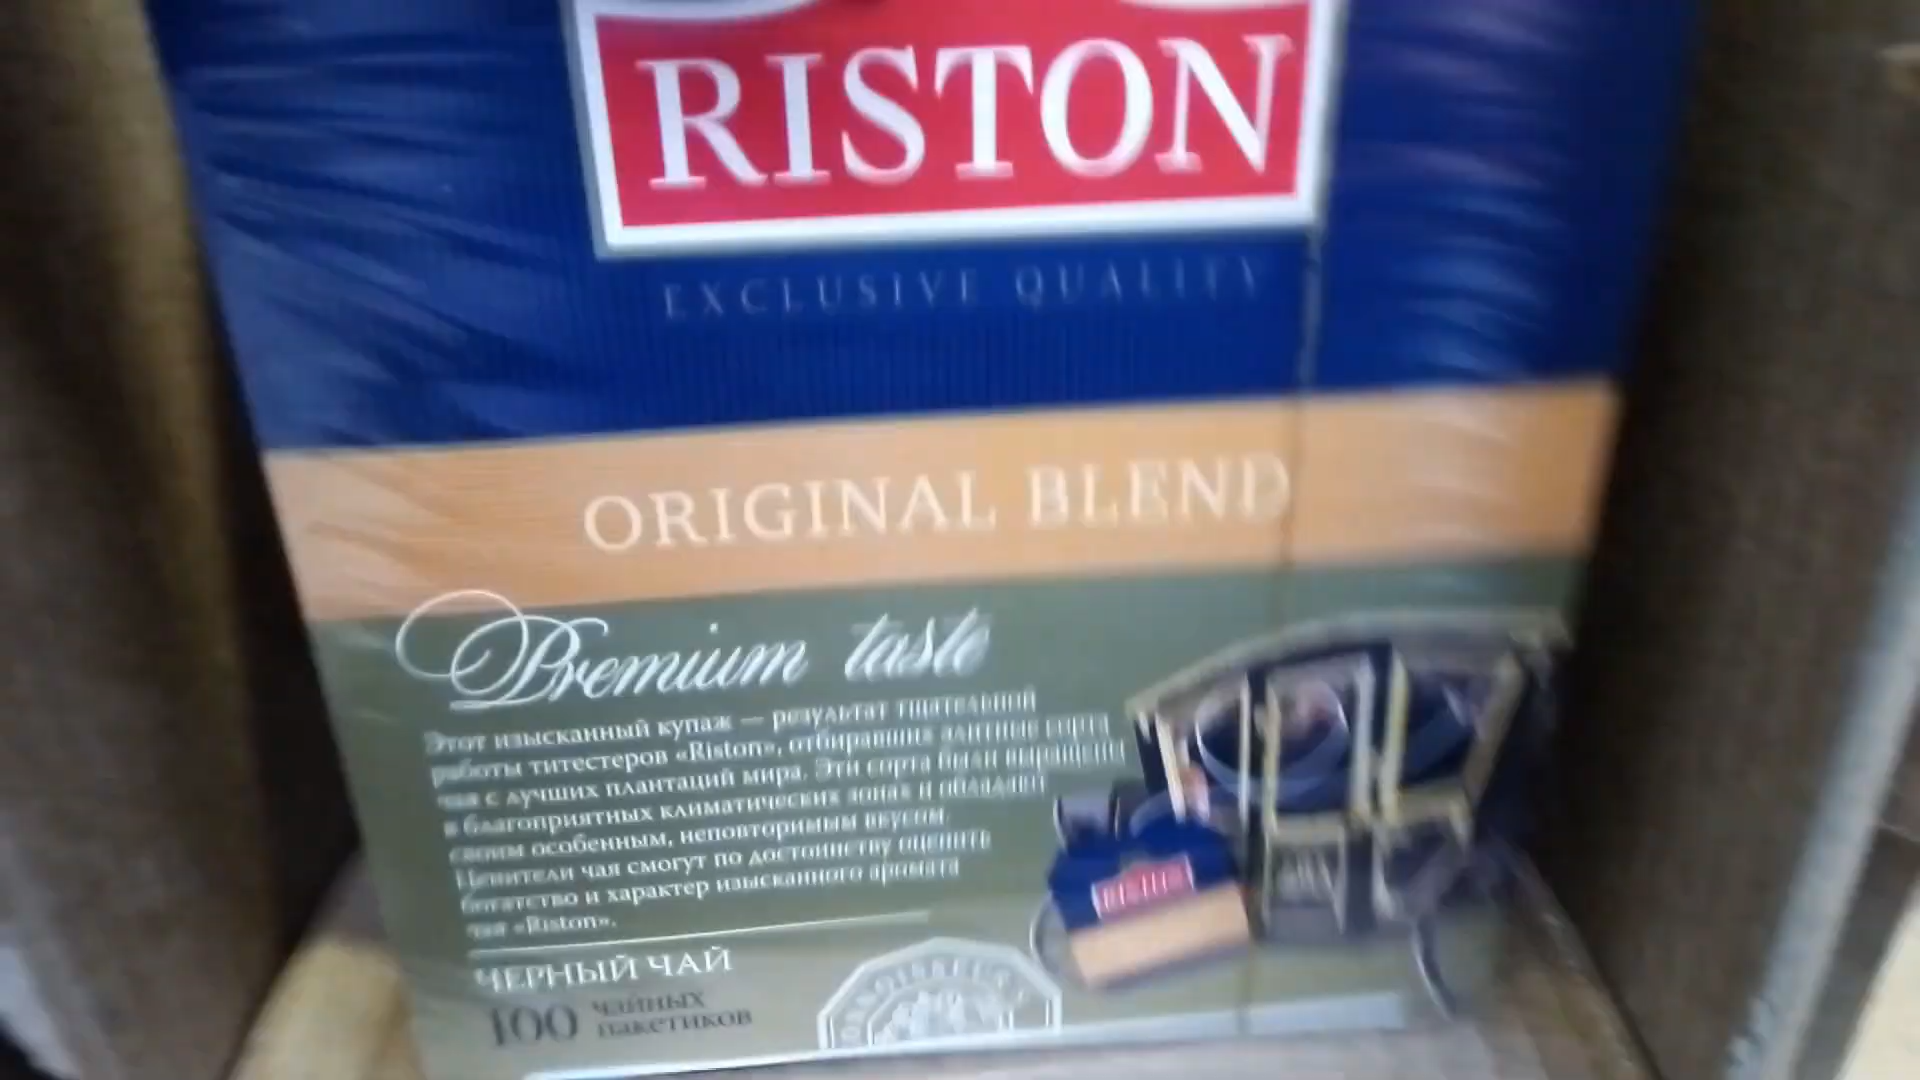 RISTON
EXCLUSIVE QUALITY
ORIGINAL BLEND
Premium taste
Этот изысканный купаж — результат тщательной
работы титестеров «Riston», отбиравших элитные сорта
чая с лучших плантаций мира. Эти сорта были выращены
в благоприятных климатических зонах и обладают
своим особенным, неповторимым вкусом.
Ценители чая смогут по достоинству оценить
богатство и характер изысканного аромата
чая «Riston».
ЧЕРНЫЙ ЧАЙ
100 чайных
пакетиков
RISTON